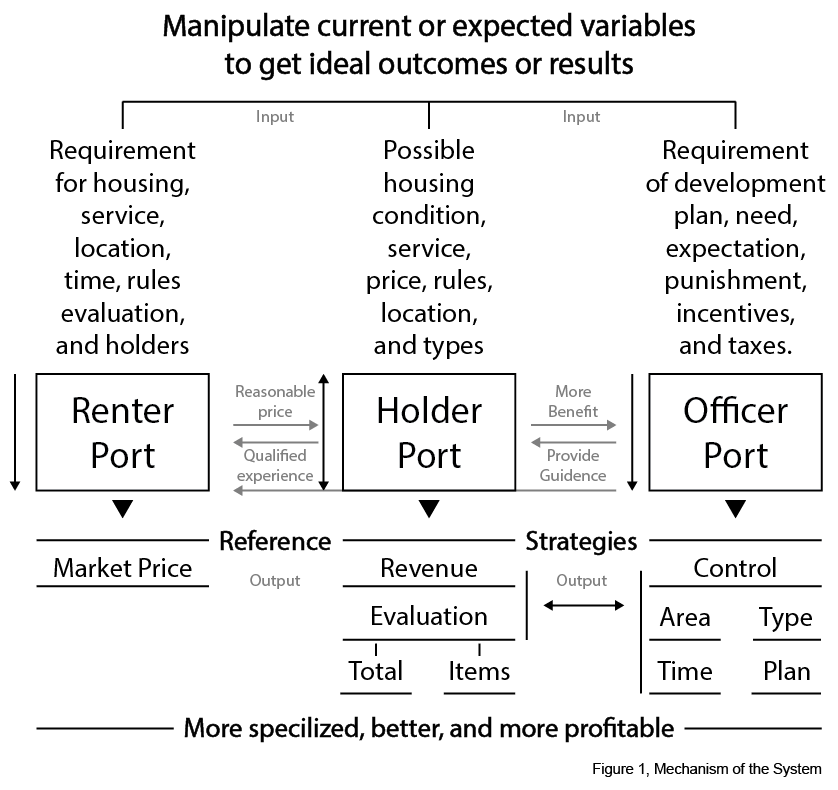 Manipulate current or expected variables
to get ideal outcomes or results
Input
Input
Requirement
for housing,
service,
location,
time, rules
evaluation,
and holders
Possible
housing
condition,
service,
price, rules,
location,
and types
Requirement
of development
plan, need,
expectation,
punishment,
incentives,
and taxes.
Renter
Port
Reasonable
price
Qualified
experience
Holder
Port
More
Benefit
Provide
Guidence
Officer
Port
Reference
Strategies
Market Price
Output
Revenue
Output
Control
Evaluation
Area
Type
Total
Items
Time
Plan
More specilized, better, and more profitable
Figure 1, Mechanism of the System